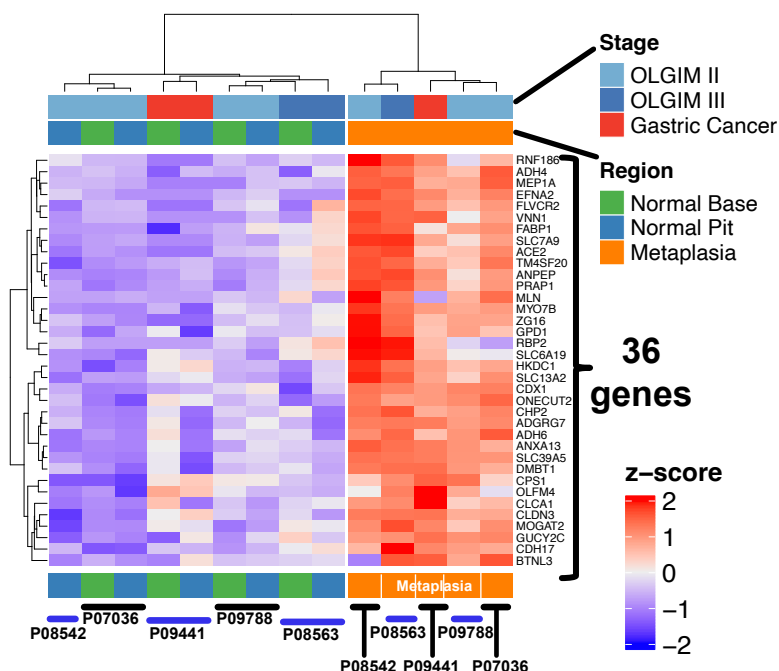 Stage
OLGIM II
OLGIM III
Gastric Cancer
Region
Normal Base
Normal Pit
Metaplasia
RNF186
ADH4
MEP1A
EFNA2
FLVCR2
VNN1
FABP1
SLC7A9
ACE2
TM4SF20
ANPEP
PRAP1
MLN
MYO7B
ZG16
GPD1
RBP2
SLC6A19
HKDC1
SLC13A2
CDX1
ONECUT2
CHP2
ADGRG7
ADH6
ANXA13
SLC39A5
DMBT1
CPS1
OLFM4
CLCA1
CLDN3
MOGAT2
GUCY2C
CDH17
BTNL3
36
genes
z-score
2
1
0
−1
−2
Metaplasia
P08542
P07036
P09441
P09788
P08563
P08542
P08563
P09441
P09788
P07036